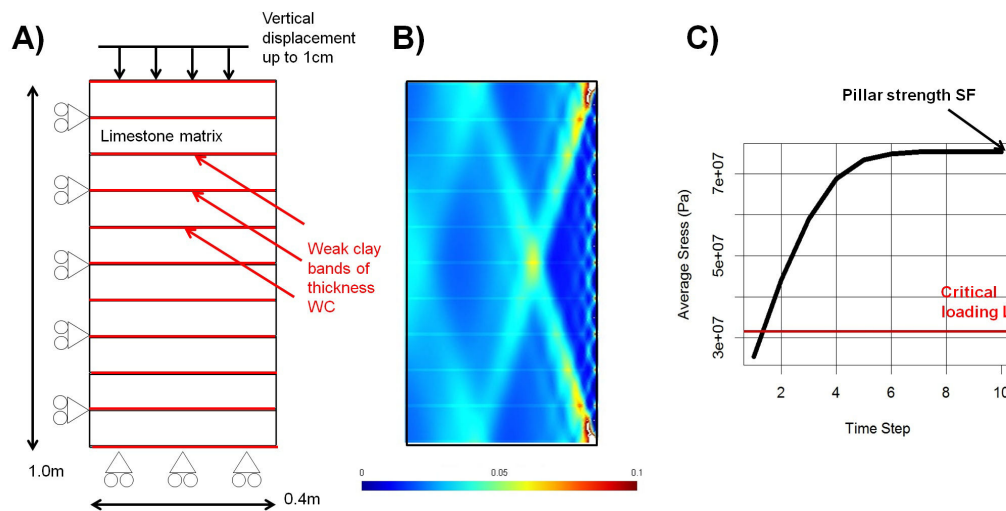 A)
Vertical
displacement
up to 1cm
Limestone matrix
Weak clay
bands of
thickness
WC
1.0m
0.4m
B)
0
0.05
0.1
C)
Pillar strength SF
Average Sress (Pa)
7e+07
5e+07
3e+07
Critical
loading L
2
4
6
8
10
Time Step